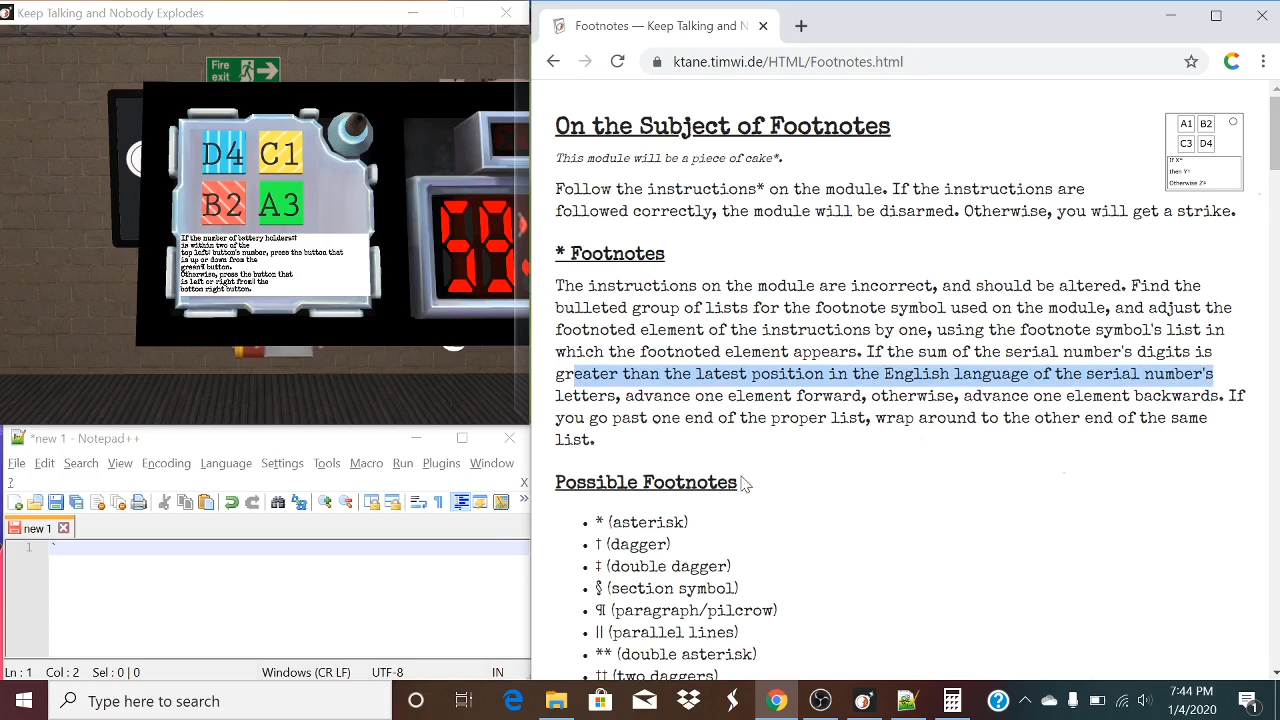 Keep Talking and Nobody Explodes
Fire
exit
D4 C1
B2 A3
If the number of battery holders‡‡
is within two of the
top left† button's number, press the button that
is up or down from the
green¶ button.
Otherwise, press the button that
is left or right from‖ the
bottom right button.
*new 1 - Notepad++
File Edit Search View Encoding Language Settings Tools Macro Run Plugins Window
? X
new 1
1 `
Ln : 1 Col : 2 Sel : 0 | 0 Windows (CR LF) UTF-8 IN
Footnotes — Keep Talking and N
ktane.timwi.de/HTML/Footnotes.html
On the Subject of Footnotes
This module will be a piece of cake*.
Follow the instructions* on the module. If the instructions are
followed correctly, the module will be disarmed. Otherwise, you will get a strike.
A1 B2
C3 D4
If X*
then Y†
Otherwise Z‡
* Footnotes
The instructions on the module are incorrect, and should be altered. Find the
bulleted group of lists for the footnote symbol used on the module, and adjust the
footnoted element of the instructions by one, using the footnote symbol's list in
which the footnoted element appears. If the sum of the serial number's digits is
greater than the latest position in the English language of the serial number's
letters, advance one element forward, otherwise, advance one element backwards. If
you go past one end of the proper list, wrap around to the other end of the same
list.
Possible Footnotes
• * (asterisk)
• † (dagger)
• ‡ (double dagger)
• § (section symbol)
• ¶ (paragraph/pilcrow)
• || (parallel lines)
• ** (double asterisk)
• †† (two daggers)
Type here to search
7:44 PM
1/4/2020
1